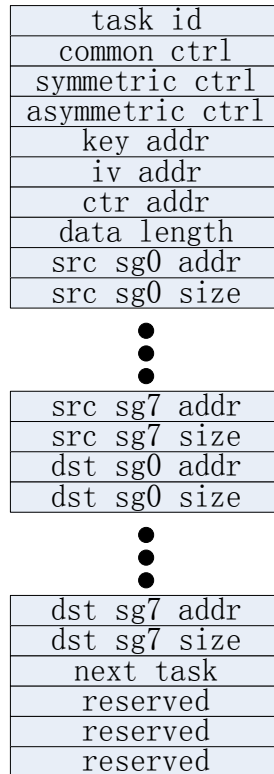 task id
common ctrl
symmetric ctrl
asymmetric ctrl
key addr
iv addr
ctr addr
data length
src sg0 addr
src sg0 size
src sg7 addr
src sg7 size
dst sg0 addr
dst sg0 size
dst sg7 addr
dst sg7 size
next task
reserved
reserved
reserved